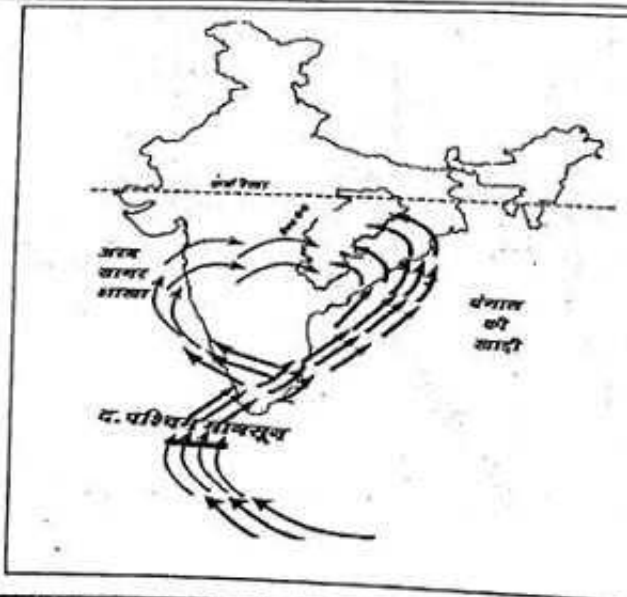 कर्क रेखा
अरब
सागर
शाखा
बंगाल
की
खाड़ी
द. पश्चिम मानसून